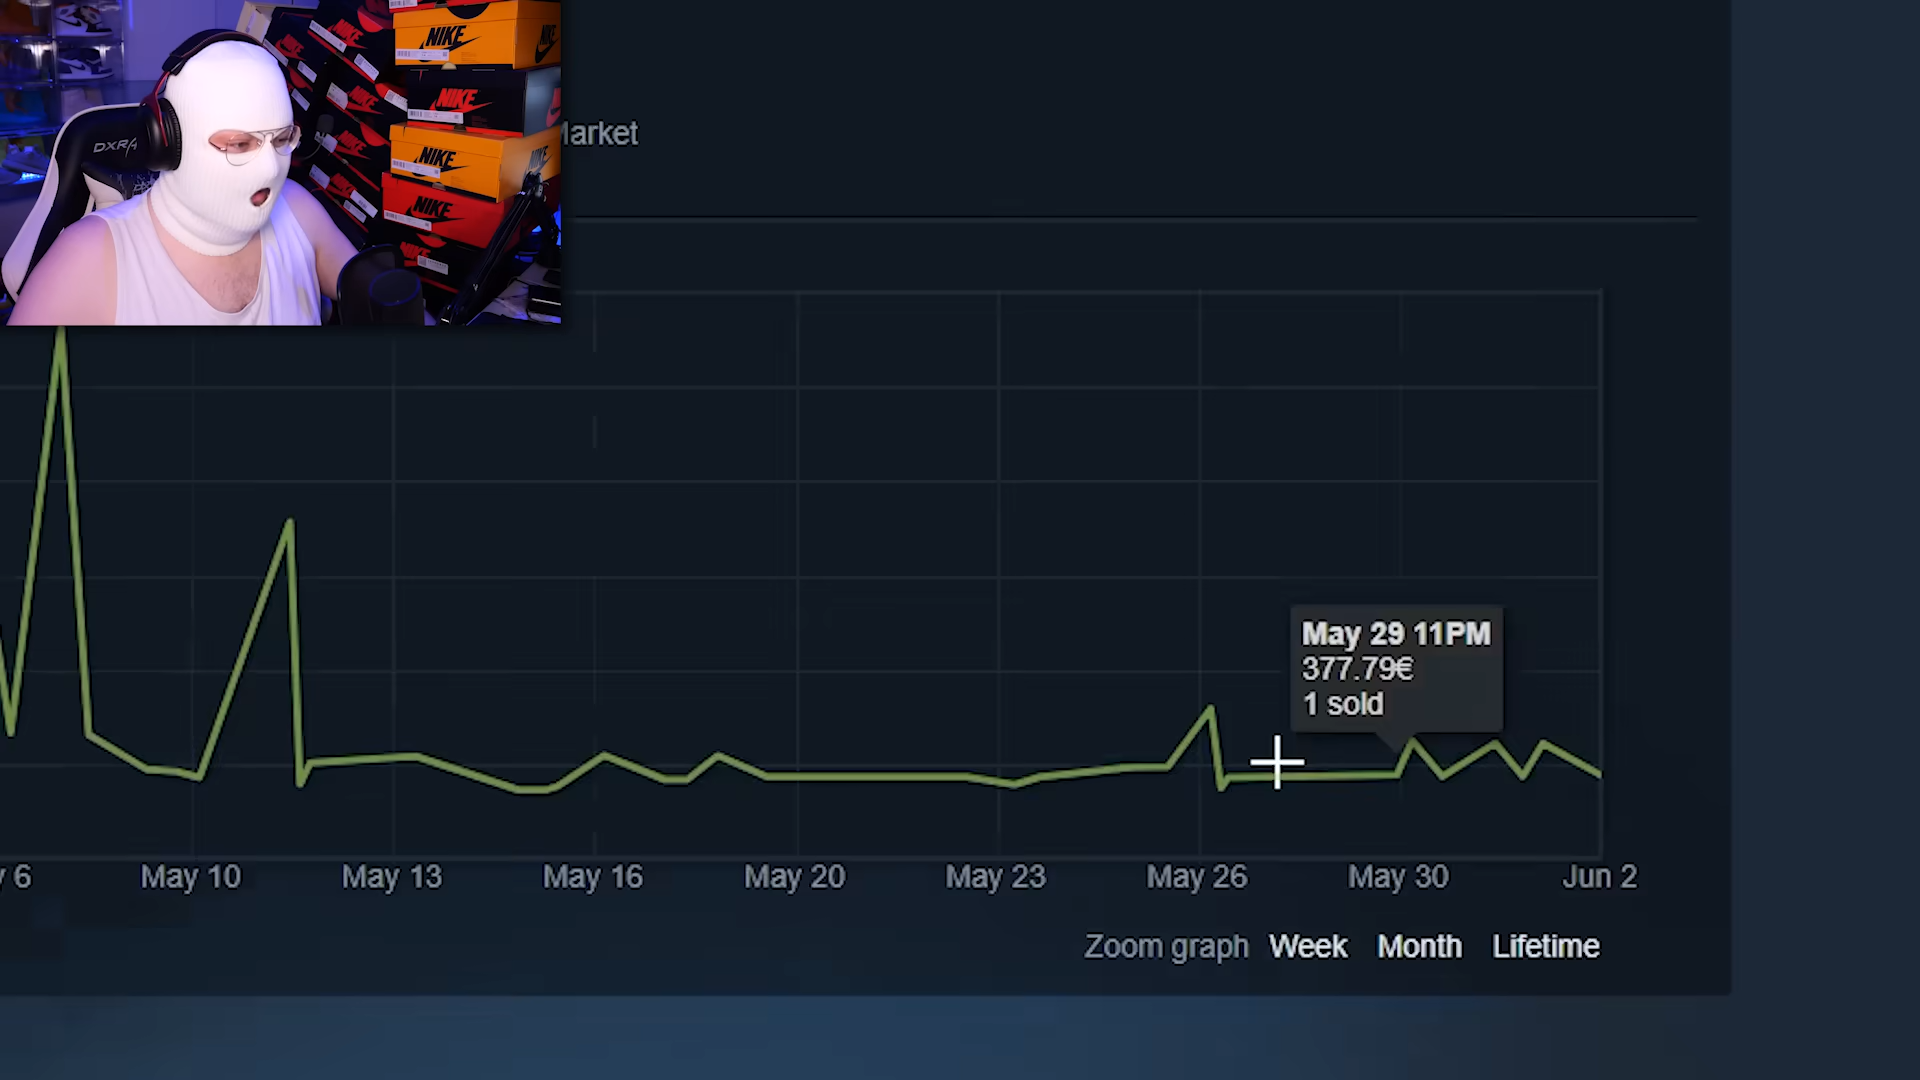 NIKE
NIKE
NIKE
NIKE
NIKE
DXRA
Market
May 29 11PM
377.79€
1 sold
6
May 10
May 13
May 16
May 20
May 23
May 26
May 30
Jun 2
Zoom graph Week Month Lifetime